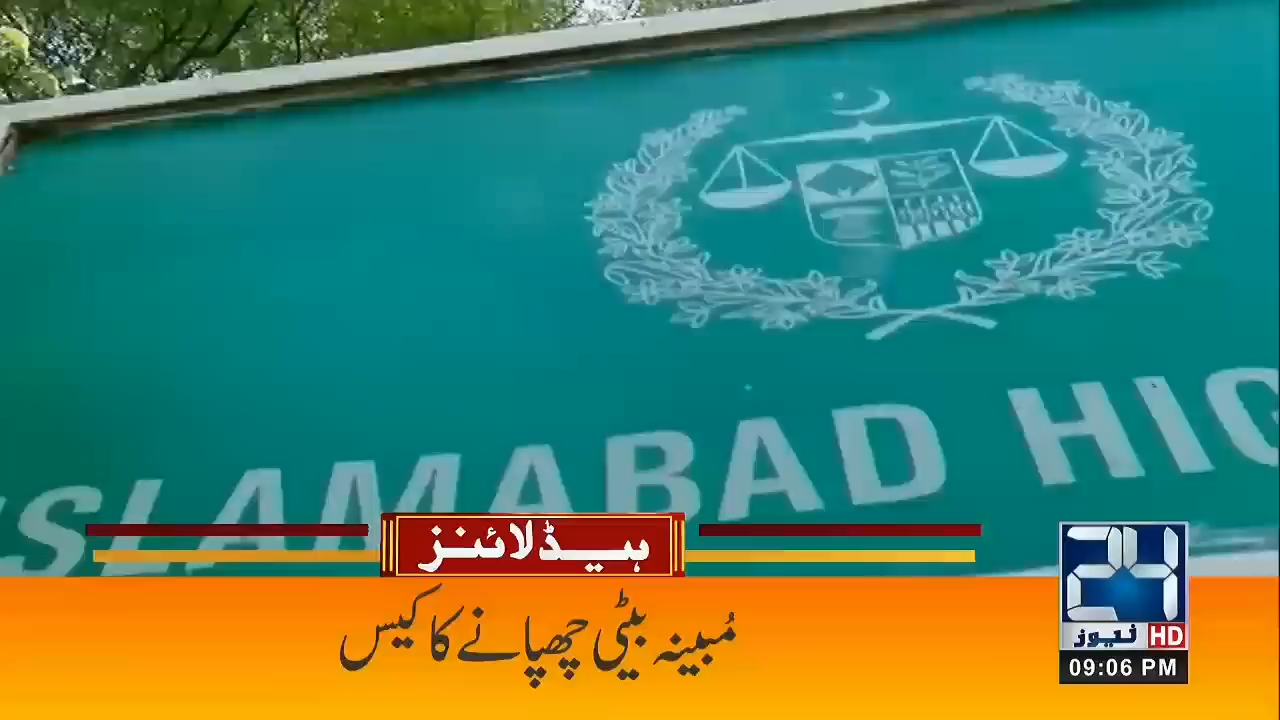 ISLAMABAD HIG
ہیڈلائنز
مُبینہ بیٹی چھپانے کا کیس
24
نیوز HD
09:06 PM